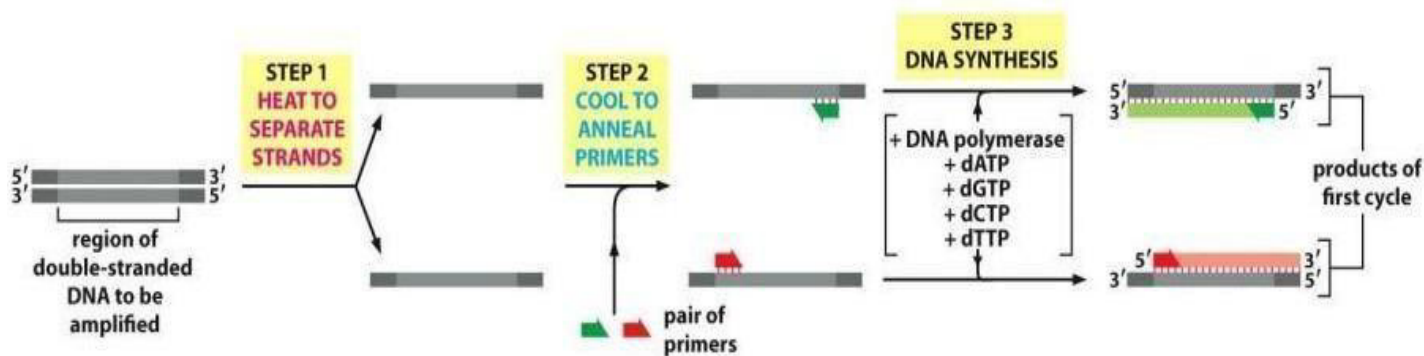 STEP 1
HEAT TO
SEPARATE
STRANDS
5′ 3′
3′ 5′
region of
double-stranded
DNA to be
amplified
STEP 2
COOL TO
ANNEAL
PRIMERS
pair of
primers
STEP 3
DNA SYNTHESIS
+ DNA polymerase
+ dATP
+ dGTP
+ dCTP
+ dTTP
5′ 3′
3′ 5′
5′ 3′
3′ 5′
products of
first cycle